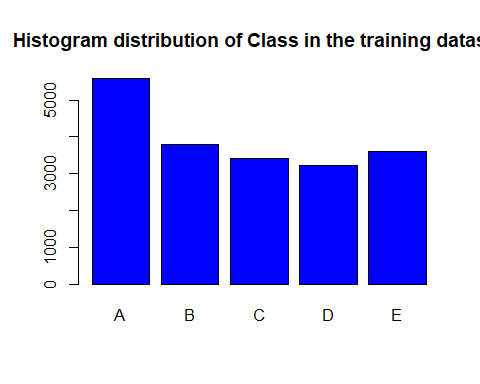 Histogram distribution of Class in the training datas
5000
3000
1000
0
A B C D E